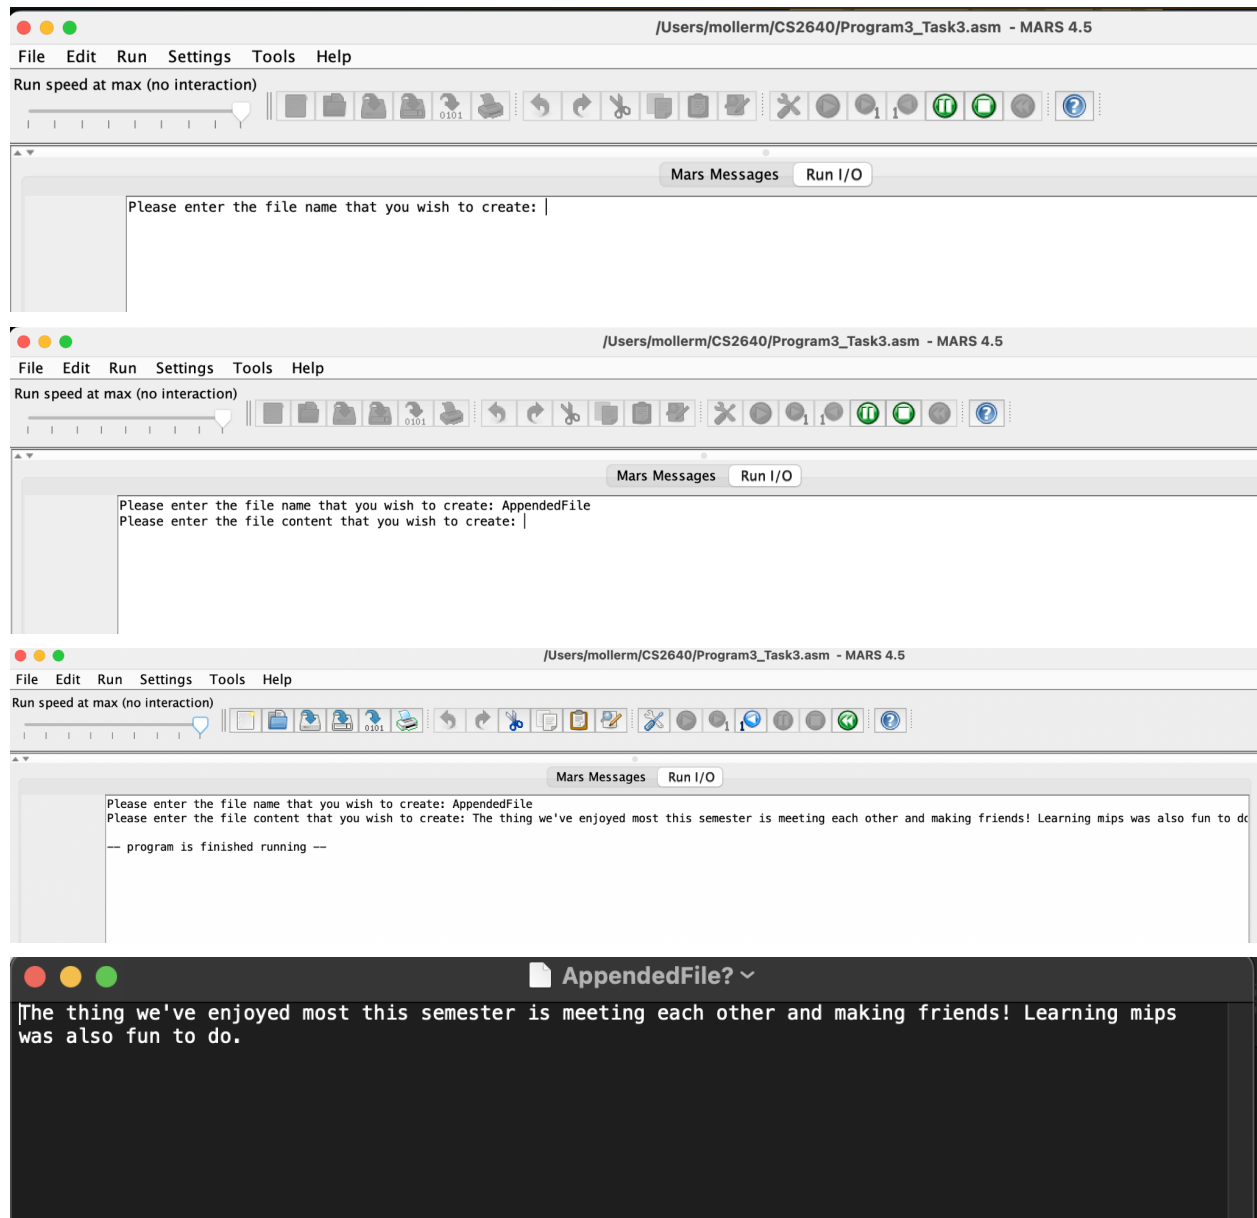 /Users/mollerm/CS2640/Program3_Task3.asm - MARS 4.5
File Edit Run Settings Tools Help
Run speed at max (no interaction)
0101 1 1 ?
Mars Messages Run I/O
Please enter the file name that you wish to create:
/Users/mollerm/CS2640/Program3_Task3.asm - MARS 4.5
File Edit Run Settings Tools Help
Run speed at max (no interaction)
0101 1 1 ?
Mars Messages Run I/O
Please enter the file name that you wish to create: AppendedFile
Please enter the file content that you wish to create:
/Users/mollerm/CS2640/Program3_Task3.asm - MARS 4.5
File Edit Run Settings Tools Help
Run speed at max (no interaction)
0101 1 1 ?
Mars Messages Run I/O
Please enter the file name that you wish to create: AppendedFile
Please enter the file content that you wish to create: The thing we've enjoyed most this semester is meeting each other and making friends! Learning mips was also fun to do
-- program is finished running --
AppendedFile?
The thing we've enjoyed most this semester is meeting each other and making friends! Learning mips
was also fun to do.